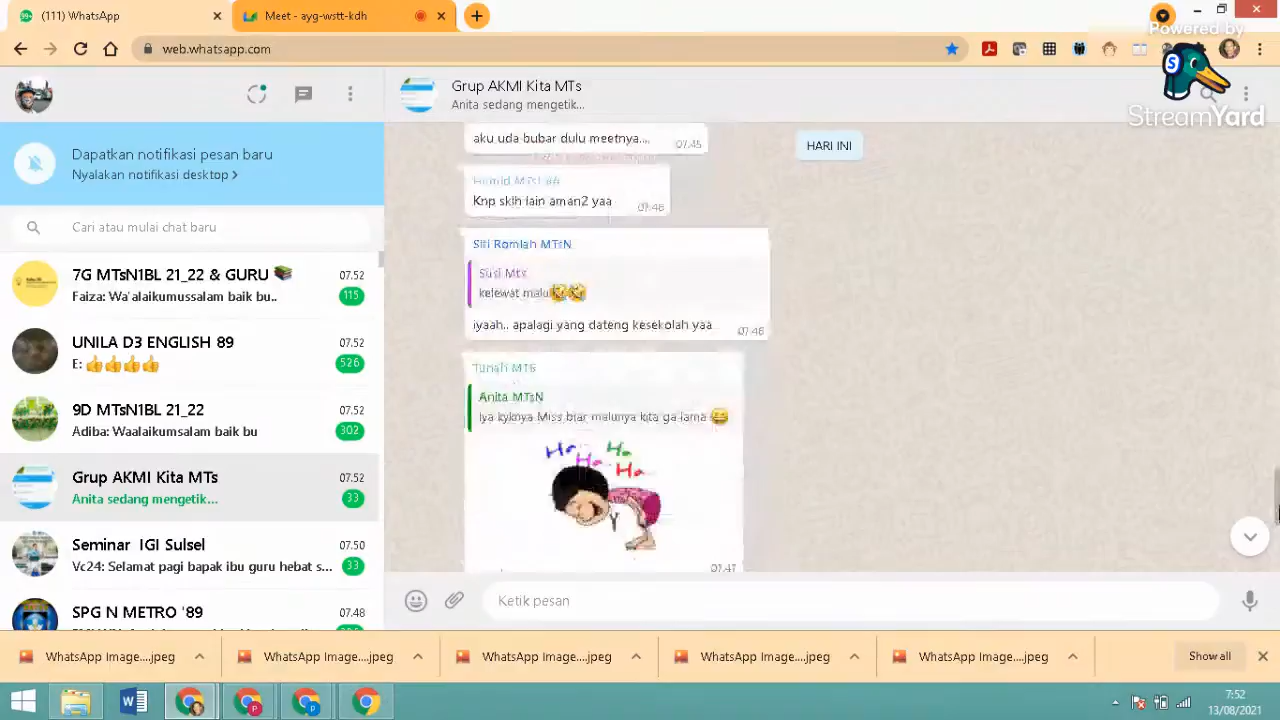 (111) WhatsApp
Meet - ayg-wstt-kdh
web.whatsapp.com
Powered by
StreamYard
Grup AKMI Kita MTs
Anita sedang mengetik...
Dapatkan notifikasi pesan baru
Nyalakan notifikasi desktop >
Cari atau mulai chat baru
7G MTsN1BL 21_22 & GURU 📚
07.52
Faiza: Wa'alaikumussalam baik bu..
115
UNILA D3 ENGLISH 89
07.52
E: 👍👍👍👍
526
9D MTsN1BL 21_22
07.52
Adiba: Waalaikumsalam baik bu
302
Grup AKMI Kita MTs
07.52
Anita sedang mengetik...
33
Seminar IGI Sulsel
07.50
Vc24: Selamat pagi bapak ibu guru hebat s...
33
SPG N METRO '89
07.48
HARI INI
aku uda bubar dulu meetnya...
07.45
Knp sklh lain aman2 yaa
07.46
Siti Romlah MTsN
Susi Mts
kelewat malu
iyaah.. apalagi yang dateng kesekolah yaa
07.46
MTs
Anita MTsN
Iya kyknya Miss biar malunya kita ga lama 😅
Ha Ha
Ha Ha
07.47
Ketik pesan
WhatsApp Image....jpeg
WhatsApp Image....jpeg
WhatsApp Image....jpeg
WhatsApp Image....jpeg
WhatsApp Image....jpeg
Show all
7:52
13/08/2021